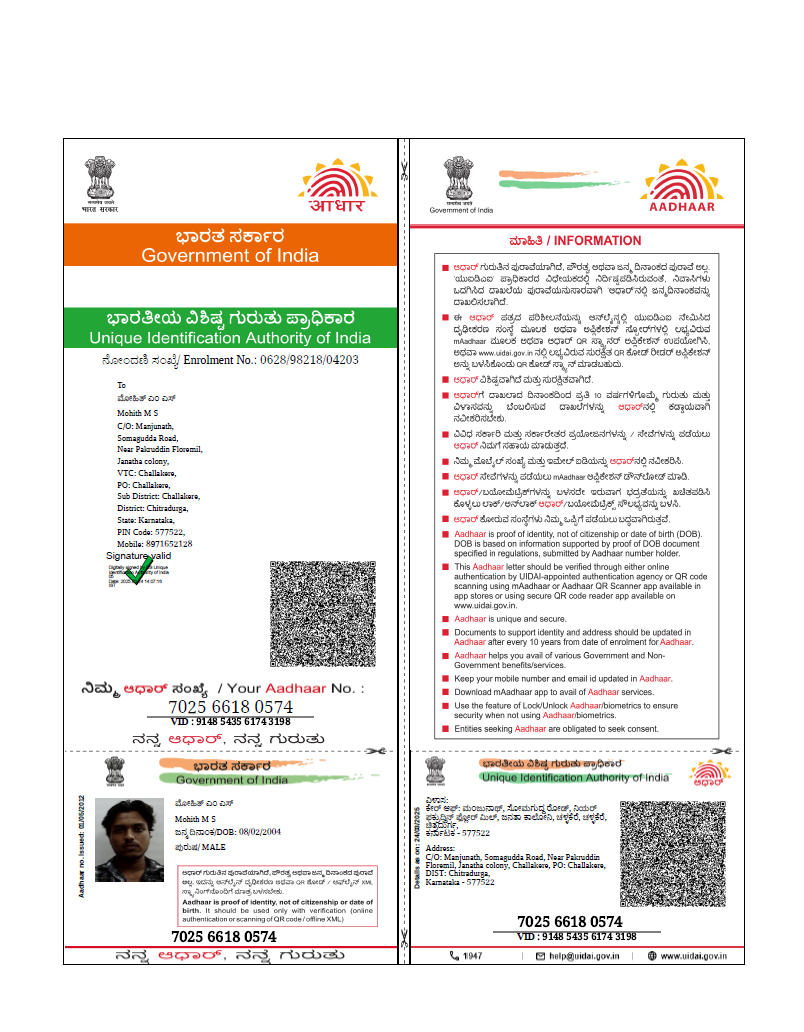 भारत सरकार
आधार
ಭಾರತ ಸರ್ಕಾರ
Government of India
ಭಾರತೀಯ ವಿಶಿಷ್ಟ ಗುರುತು ಪ್ರಾಧಿಕಾರ
Unique Identification Authority of India
ನೋಂದಣಿ ಸಂಖ್ಯೆ/ Enrolment No.: 0628/98218/04203
To
ಮೋಹಿತ್ ಎಂ ಎಸ್
Mohith M S
C/O: Manjunath,
Somagudda Road,
Near Pakruddin Floremil,
Janatha colony,
VTC: Challakere,
PO: Challakere,
Sub District: Challakere,
District: Chitradurga,
State: Karnataka,
PIN Code: 577522,
Mobile: 8971652128
Signature valid
ನಿಮ್ಮ ಆಧಾರ್ ಸಂಖ್ಯೆ / Your Aadhaar No. :
7025 6618 0574
VID : 9148 5435 6174 3198
ನನ್ನ ಆಧಾರ್, ನನ್ನ ಗುರುತು
Government of India
AADHAAR
ಮಾಹಿತಿ / INFORMATION
ಆಧಾರ್ ಗುರುತಿನ ಪುರಾವೆಯಾಗಿದೆ, ಪೌರತ್ವ ಅಥವಾ ಜನ್ಮ ದಿನಾಂಕದ ಪುರಾವೆ ಅಲ್ಲ.
'ಯುಐಡಿಎಐ' ಪ್ರಾಧಿಕಾರದ ವಿಧೇಯಕದಲ್ಲಿ ನಿರ್ದಿಷ್ಟಪಡಿಸಿರುವಂತೆ, ನಿವಾಸಿಗಳು
ಒದಗಿಸಿದ ದಾಖಲೆಯ ಪುರಾವೆಯನುಸಾರವಾಗಿ 'ಆಧಾರ್'ನಲ್ಲಿ ಜನ್ಮದಿನಾಂಕವನ್ನು
ದಾಖಲಿಸಲಾಗಿದೆ.
ಈ ಆಧಾರ್ ಪತ್ರದ ಪರಿಶೀಲನೆಯನ್ನು ಆನ್‌ಲೈನ್ನಲ್ಲಿ ಯುಐಡಿಎಐ ನೇಮಿಸಿದ
ದೃಢೀಕರಣ ಸಂಸ್ಥೆ ಮೂಲಕ ಅಥವಾ ಅಪ್ಲಿಕೇಶನ್ ಸ್ಟೋರ್‌ಗಳಲ್ಲಿ ಲಭ್ಯವಿರುವ
mAadhaar ಮೂಲಕ ಅಥವಾ ಆಧಾರ್ QR ಸ್ಕ್ಯಾನರ್ ಅಪ್ಲಿಕೇಶನ್ ಉಪಯೋಗಿಸಿ,
ಅಥವಾ www.uidai.gov.in ನಲ್ಲಿ ಲಭ್ಯವಿರುವ ಸುರಕ್ಷಿತ QR ಕೋಡ್ ರೀಡರ್ ಅಪ್ಲಿಕೇಶನ್
ಅನ್ನು ಬಳಸಿಕೊಂಡು QR ಕೋಡ್ ಸ್ಕ್ಯಾನ್ ಮಾಡಬಹುದು.
ಆಧಾರ್ ವಿಶಿಷ್ಟವಾಗಿದೆ ಮತ್ತು ಸುರಕ್ಷಿತವಾಗಿದೆ.
ಆಧಾರ್‌ಗೆ ದಾಖಲಾದ ದಿನಾಂಕದಿಂದ ಪ್ರತಿ 10 ವರ್ಷಗಳಿಗೊಮ್ಮೆ ಗುರುತು ಮತ್ತು
ವಿಳಾಸವನ್ನು ಬೆಂಬಲಿಸುವ ದಾಖಲೆಗಳನ್ನು ಆಧಾರ್‌ನಲ್ಲಿ ಕಡ್ಡಾಯವಾಗಿ
ನವೀಕರಿಸಬೇಕು.
ವಿವಿಧ ಸರ್ಕಾರಿ ಮತ್ತು ಸರ್ಕಾರೇತರ ಪ್ರಯೋಜನಗಳನ್ನು / ಸೇವೆಗಳನ್ನು ಪಡೆಯಲು
ಆಧಾರ್ ನಿಮಗೆ ಸಹಾಯ ಮಾಡುತ್ತದೆ.
ನಿಮ್ಮ ಮೊಬೈಲ್ ಸಂಖ್ಯೆ ಮತ್ತು ಇಮೇಲ್ ಐಡಿಯನ್ನು ಆಧಾರ್‌ನಲ್ಲಿ ನವೀಕರಿಸಿ.
ಆಧಾರ್ ಸೇವೆಗಳನ್ನು ಪಡೆಯಲು mAadhaar ಅಪ್ಲಿಕೇಶನ್ ಡೌನ್‌ಲೋಡ್ ಮಾಡಿ.
ಆಧಾರ್/ಬಯೋಮೆಟ್ರಿಕ್‌ಗಳನ್ನು ಬಳಸದೇ ಇರುವಾಗ ಭದ್ರತೆಯನ್ನು ಖಚಿತಪಡಿಸಿ
ಕೊಳ್ಳಲು ಲಾಕ್/ಅನ್‌ಲಾಕ್ ಆಧಾರ್/ಬಯೋಮೆಟ್ರಿಕ್ಸ್ ಸೌಲಭ್ಯವನ್ನು ಬಳಸಿ.
ಆಧಾರ್ ಕೋರುವ ಸಂಸ್ಥೆಗಳು ನಿಮ್ಮ ಒಪ್ಪಿಗೆ ಪಡೆಯಲು ಬದ್ಧವಾಗಿರುತ್ತವೆ.
Aadhaar is proof of identity, not of citizenship or date of birth (DOB).
DOB is based on information supported by proof of DOB document
specified in regulations, submitted by Aadhaar number holder.
This Aadhaar letter should be verified through either online
authentication by UIDAI-appointed authentication agency or QR code
scanning using mAadhaar or Aadhaar QR Scanner app available in
app stores or using secure QR code reader app available on
www.uidai.gov.in.
Aadhaar is unique and secure.
Documents to support identity and address should be updated in
Aadhaar after every 10 years from date of enrolment for Aadhaar.
Aadhaar helps you avail of various Government and Non-
Government benefits/services.
Keep your mobile number and email id updated in Aadhaar.
Download mAadhaar app to avail of Aadhaar services.
Use the feature of Lock/Unlock Aadhaar/biometrics to ensure
security when not using Aadhaar/biometrics.
Entities seeking Aadhaar are obligated to seek consent.
ಭಾರತ ಸರ್ಕಾರ
Government of India
Aadhaar no. issued: 01/06/2012
ಮೋಹಿತ್ ಎಂ ಎಸ್
Mohith M S
ಜನ್ಮ ದಿನಾಂಕ/DOB: 08/02/2004
ಪುರುಷ/ MALE
ಆಧಾರ್ ಗುರುತಿನ ಪುರಾವೆಯಾಗಿದೆ, ಪೌರತ್ವ ಅಥವಾ ಜನ್ಮ ದಿನಾಂಕದ ಪುರಾವೆ
ಅಲ್ಲ. ಇದನ್ನು ಆನ್‌ಲೈನ್ ದೃಢೀಕರಣ ಅಥವಾ QR ಕೋಡ್ / ಆಫ್‌ಲೈನ್ XML
ಸ್ಕ್ಯಾನಿಂಗ್‌ನೊಂದಿಗೆ ಮಾತ್ರ ಬಳಸಬೇಕು.
Aadhaar is proof of identity, not of citizenship or date of
birth. It should be used only with verification (online
authentication or scanning of QR code / offline XML)
7025 6618 0574
ನನ್ನ ಆಧಾರ್, ನನ್ನ ಗುರುತು
ಭಾರತೀಯ ವಿಶಿಷ್ಟ ಗುರುತು ಪ್ರಾಧಿಕಾರ
Unique Identification Authority of India
ಆಧಾರ್
Details as on: 24/08/2025
ವಿಳಾಸ:
ಕೇರ್ ಆಫ್: ಮಂಜುನಾಥ್, ಸೋಮಗುದ್ದ ರೋಡ್, ನಿಯರ್
ಫಕ್ರುದ್ದಿನ್ ಫ್ಲೋರ್ ಮಿಲ್, ಜನತಾ ಕಾಲೋನಿ, ಚಳ್ಳಕೆರೆ, ಚಳ್ಳಕೆರೆ,
ಚಿತ್ರದುರ್ಗ,
ಕರ್ನಾಟಕ - 577522
Address:
C/O: Manjunath, Somagudda Road, Near Pakruddin
Floremil, Janatha colony, Challakere, PO: Challakere,
DIST: Chitradurga,
Karnataka - 577522
7025 6618 0574
VID : 9148 5435 6174 3198
1947
help@uidai.gov.in
www.uidai.gov.in